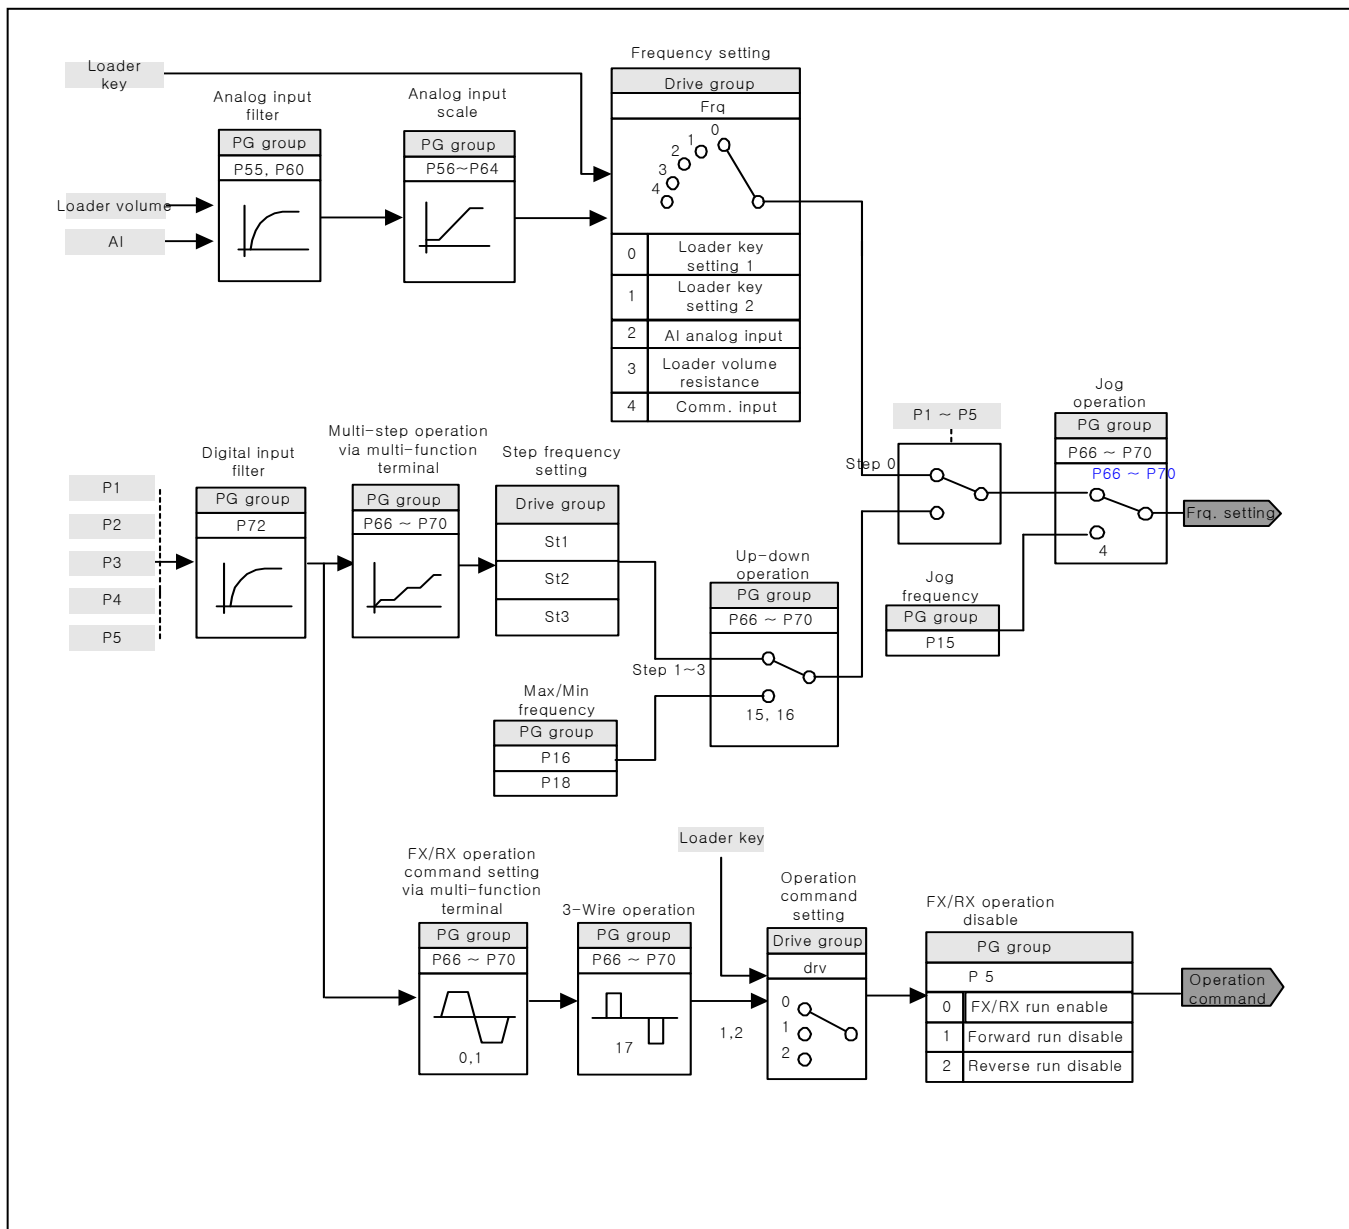 Frequency setting
Loader
key
Drive group
Frq
0
1
2
3
4
0 Loader key
setting 1
1 Loader key
setting 2
2 AI analog input
3 Loader volume
resistance
4 Comm. input
Analog input
filter
PG group
P55, P60
Analog input
scale
PG group
P56~P64
Loader volume
AI
Jog
operation
PG group
P66 ~ P70
P66 ~ P70
4
P1 ~ P5
Step 0
Frq. setting
Multi-step operation
via multi-function
terminal
PG group
P66 ~ P70
Step frequency
setting
Drive group
St1
St2
St3
Digital input
filter
PG group
P72
P1
P2
P3
P4
P5
Up-down
operation
PG group
P66 ~ P70
15, 16
Step 1~3
Jog
frequency
PG group
P15
Max/Min
frequency
PG group
P16
P18
Loader key
FX/RX operation
command setting
via multi-function
terminal
PG group
P66 ~ P70
0,1
3-Wire operation
PG group
P66 ~ P70
17
1,2
Operation
command
setting
Drive group
drv
0
1
2
FX/RX operation
disable
PG group
P 5
0 FX/RX run enable
1 Forward run disable
2 Reverse run disable
Operation
command